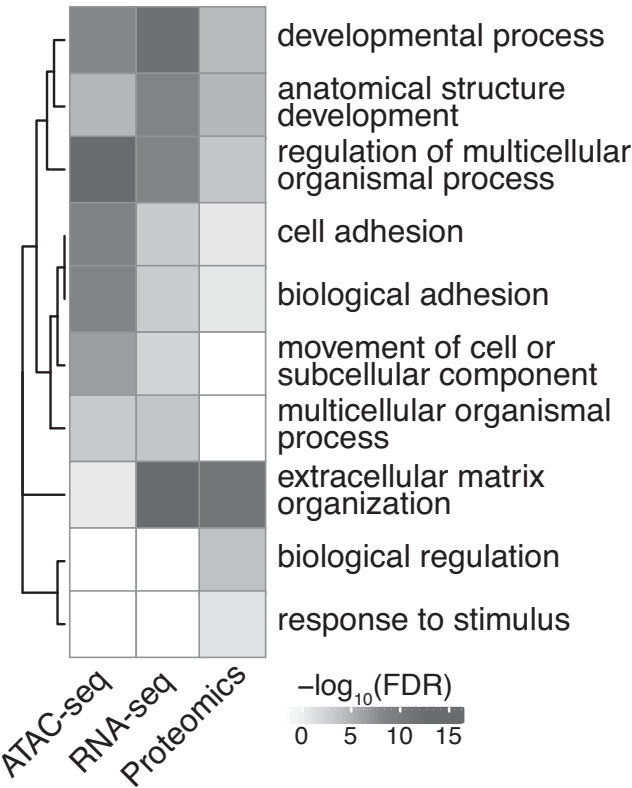 developmental process
anatomical structure
development
regulation of multicellular
organismal process
cell adhesion
biological adhesion
movement of cell or
subcellular component
multicellular organismal
process
extracellular matrix
organization
biological regulation
response to stimulus
ATAC-seq
RNA-seq
Proteomics
−log10(FDR)
0 5 10 15